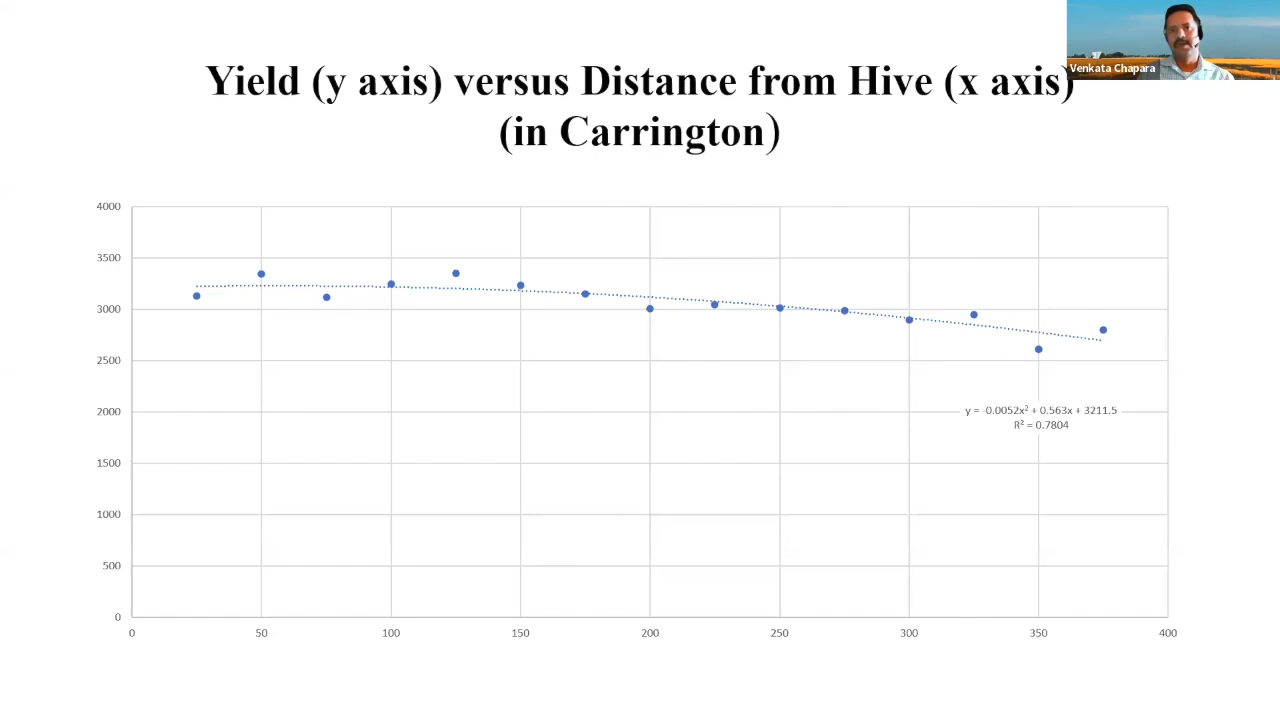 Yield (y axis) versus Distance from Hive (x axis)
(in Carrington)
Venkata Chapara
4000
3500
3000
2500
2000
1500
1000
500
0
y = -0.0052x² + 0.563x + 3211.5
R² = 0.7804
0 50 100 150 200 250 300 350 400